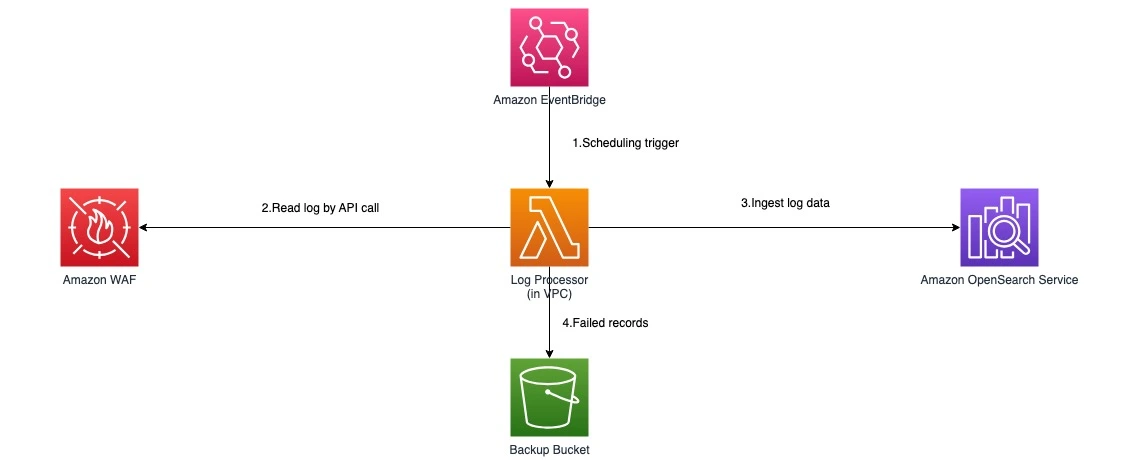 Amazon EventBridge
1.Scheduling trigger
2.Read log by API call
3.Ingest log data
Amazon WAF
Log Processor
(in VPC)
Amazon OpenSearch Service
4.Failed records
Backup Bucket